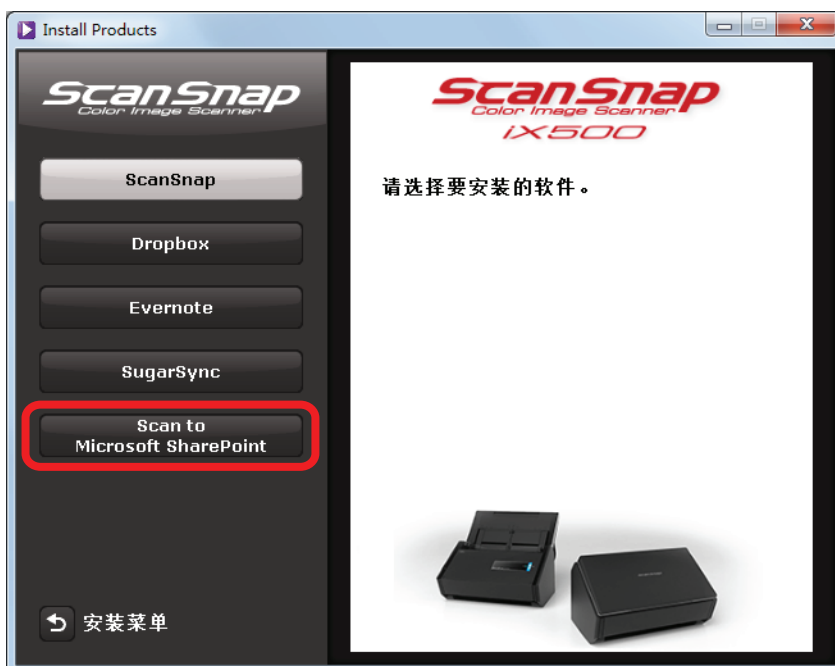 Install Products
ScanSnap
Color Image Scanner
ScanSnap
Dropbox
Evernote
SugarSync
Scan to
Microsoft SharePoint
安装菜单
ScanSnap
Color Image Scanner
iX500
请选择要安装的软件。